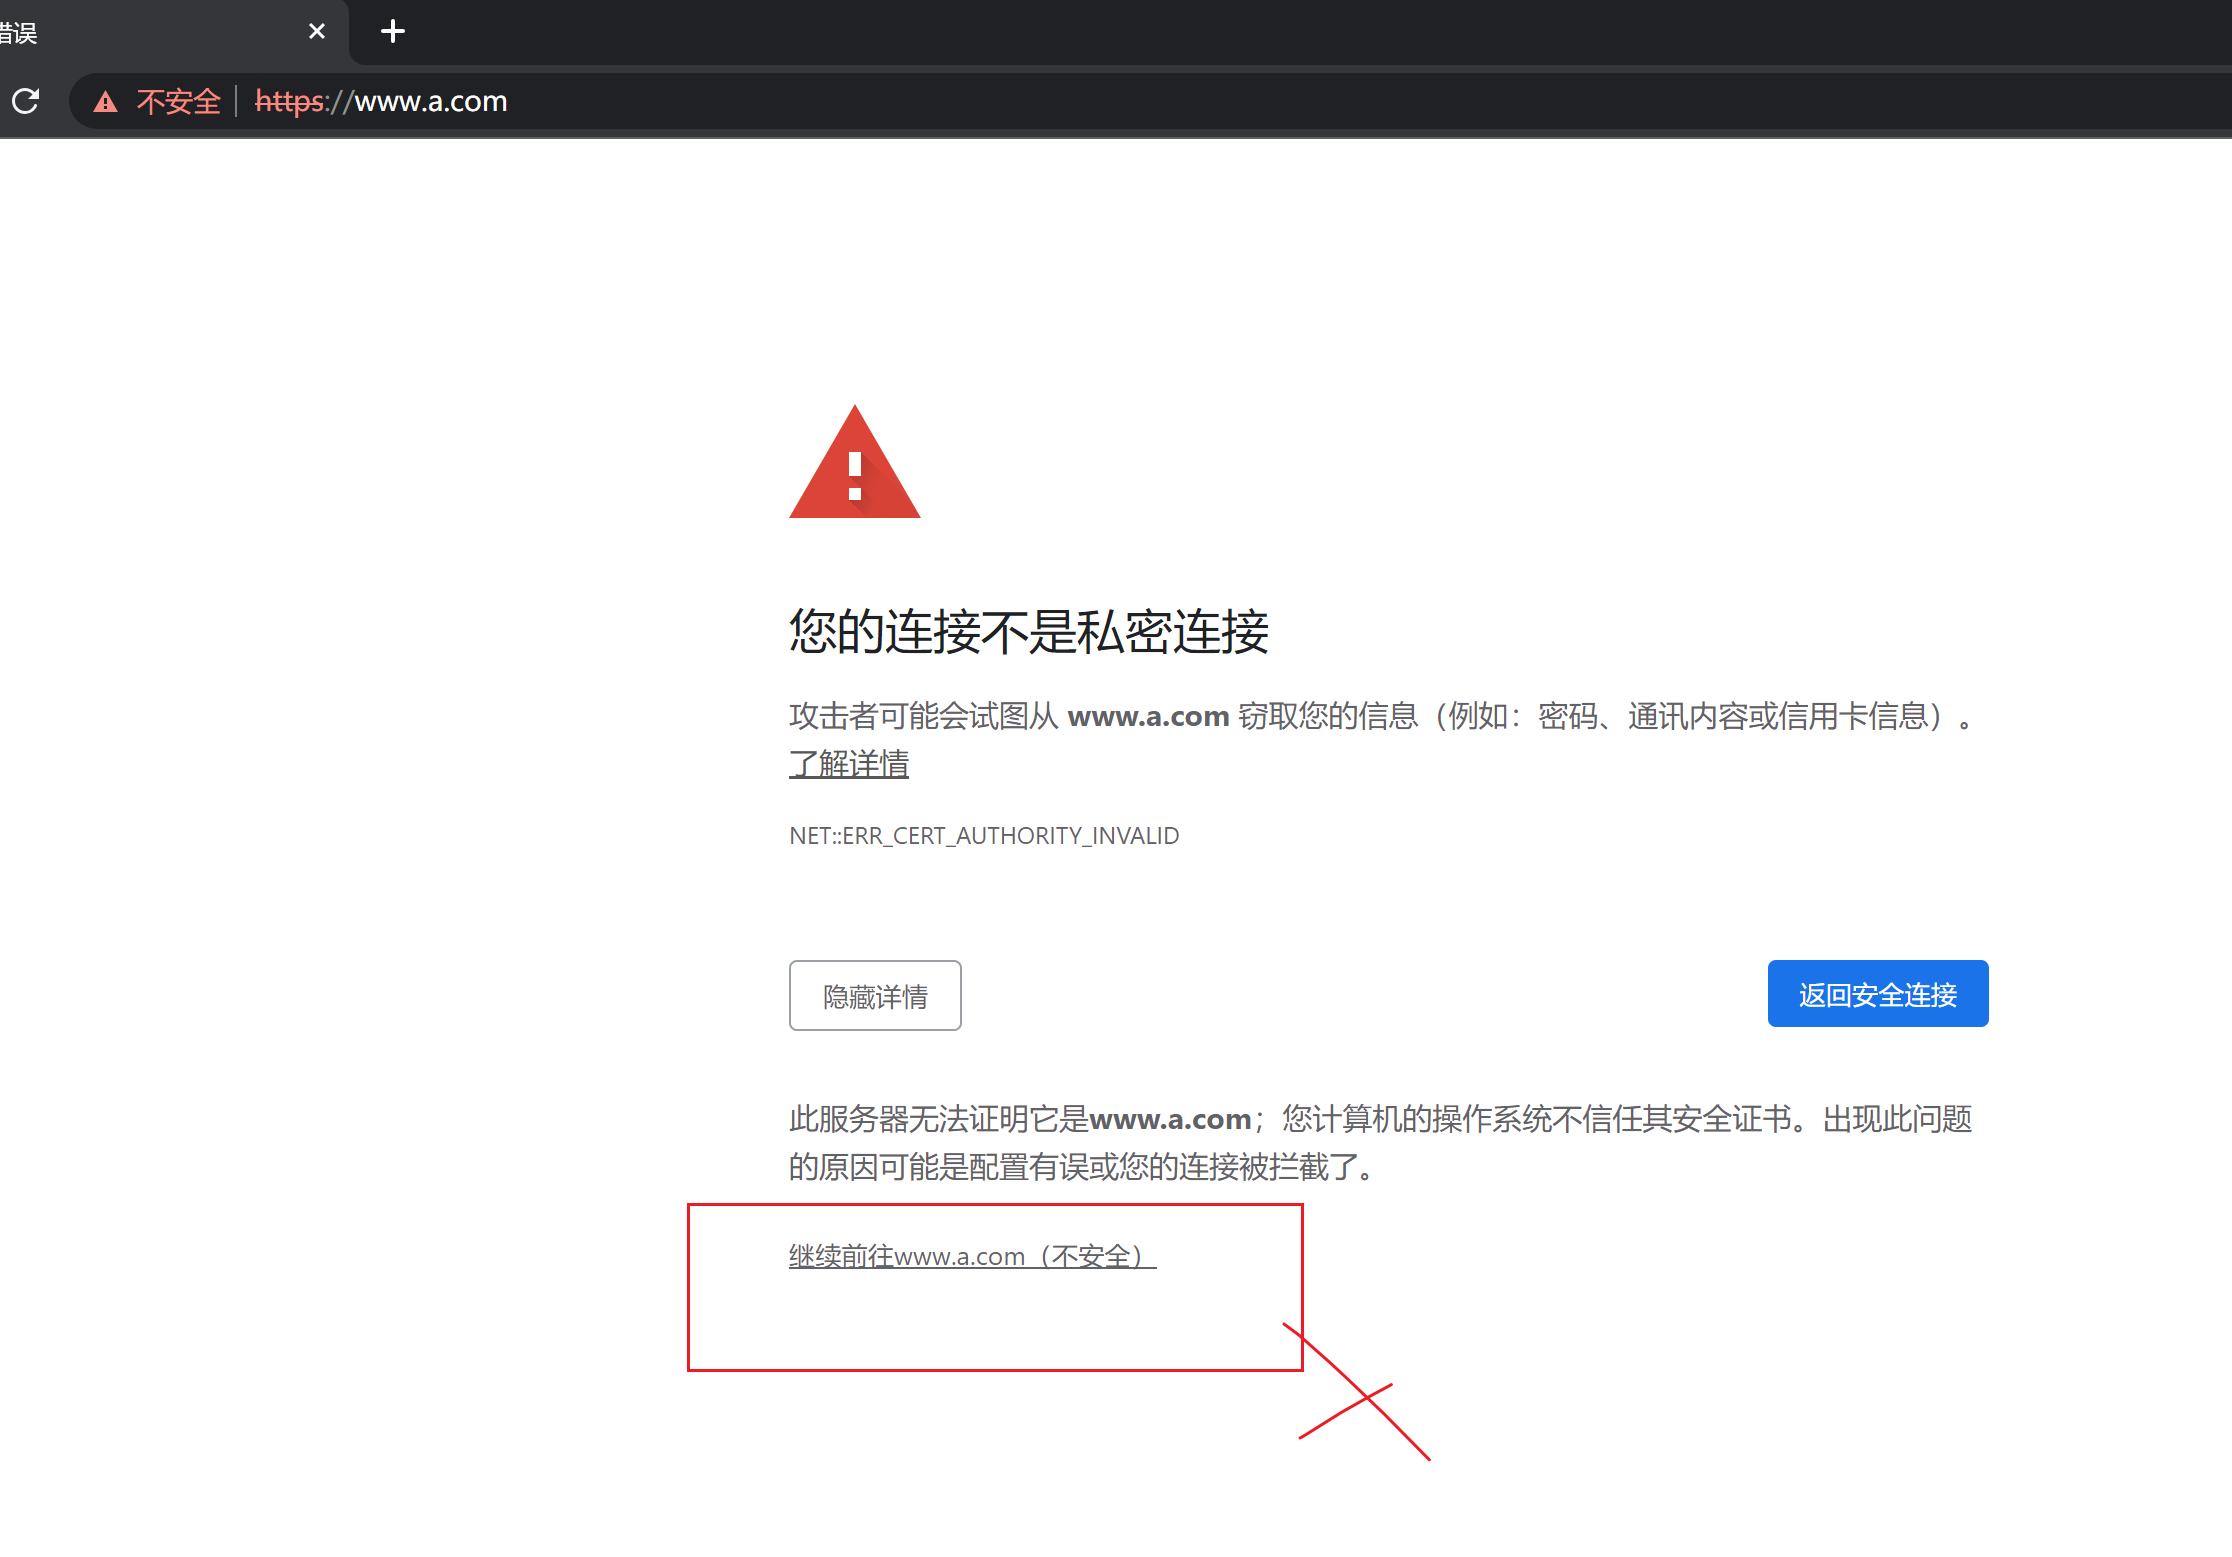 错误
不安全
https://www.a.com
您的连接不是私密连接
攻击者可能会试图从 www.a.com 窃取您的信息（例如：密码、通讯内容或信用卡信息）。
了解详情
NET::ERR_CERT_AUTHORITY_INVALID
隐藏详情
返回安全连接
此服务器无法证明它是www.a.com；您计算机的操作系统不信任其安全证书。出现此问题
的原因可能是配置有误或您的连接被拦截了。
继续前往www.a.com（不安全）